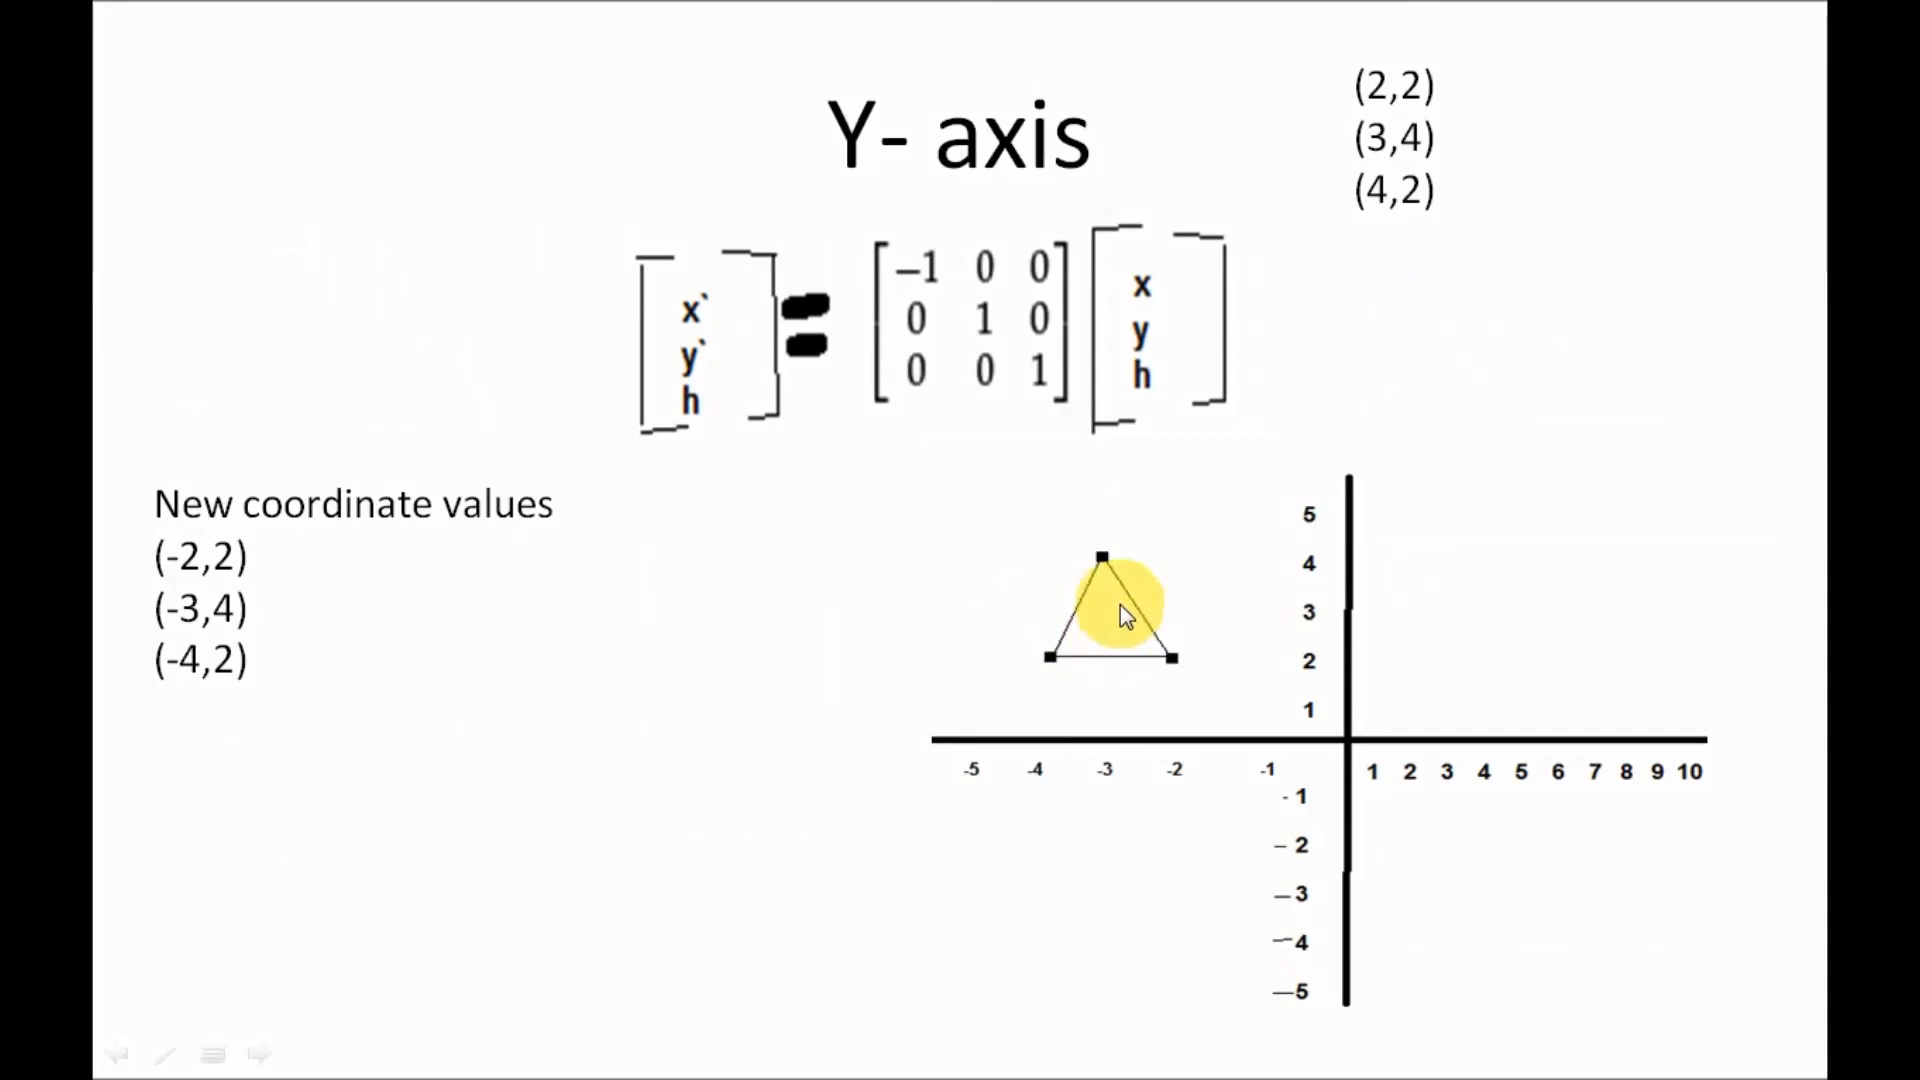 Y- axis
(2,2)
(3,4)
(4,2)
x`
y`
h
=
–1 0 0
0 1 0
0 0 1
x
y
h
New coordinate values
(-2,2)
(-3,4)
(-4,2)
5
4
3
2
1
-5 -4 -3 -2 -1 1 2 3 4 5 6 7 8 9 10
- 1
– 2
—3
—4
—5